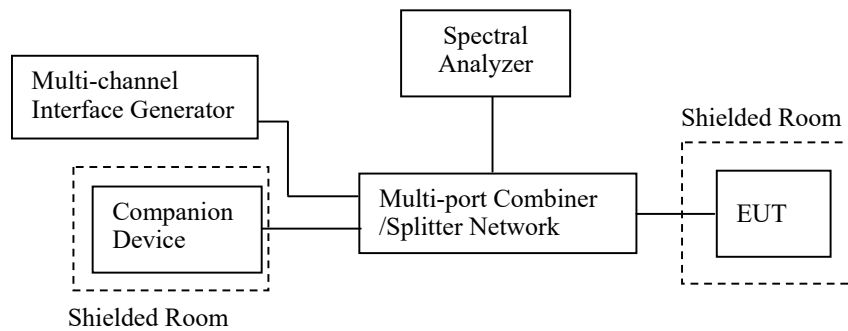 Spectral
Analyzer
Multi-channel
Interface Generator
Shielded Room
Companion
Device
Multi-port Combiner
/Splitter Network
EUT
Shielded Room